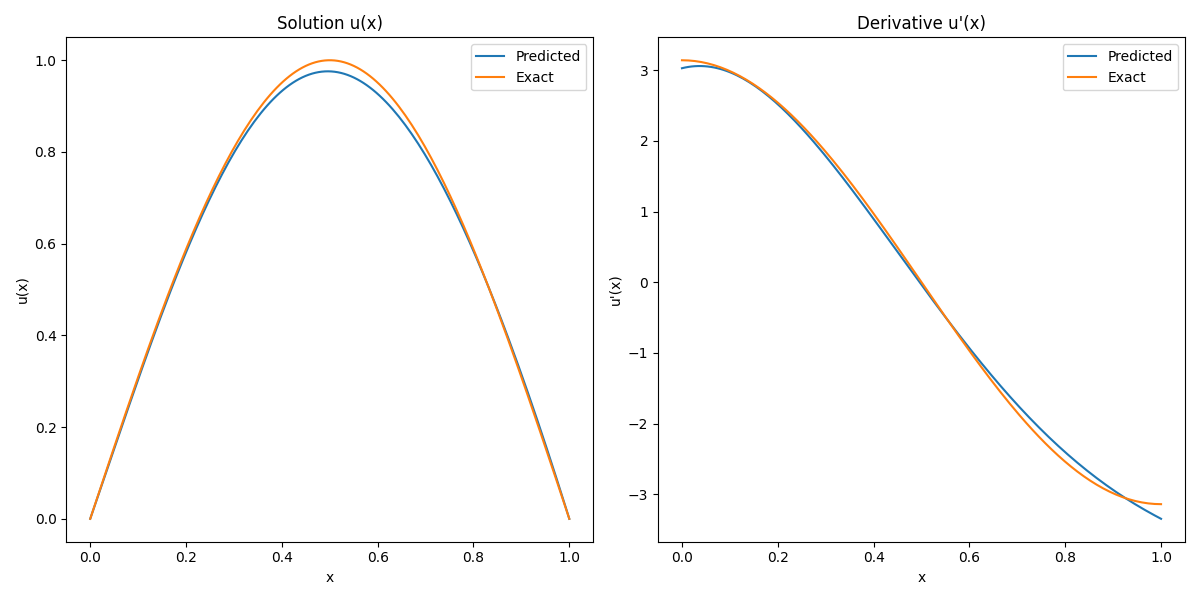 Solution u(x)
Predicted
Exact
1.0
0.8
0.6
0.4
0.2
0.0
u(x)
0.0 0.2 0.4 0.6 0.8 1.0
x
Derivative u'(x)
Predicted
Exact
3
2
1
0
−1
−2
−3
u'(x)
0.0 0.2 0.4 0.6 0.8 1.0
x